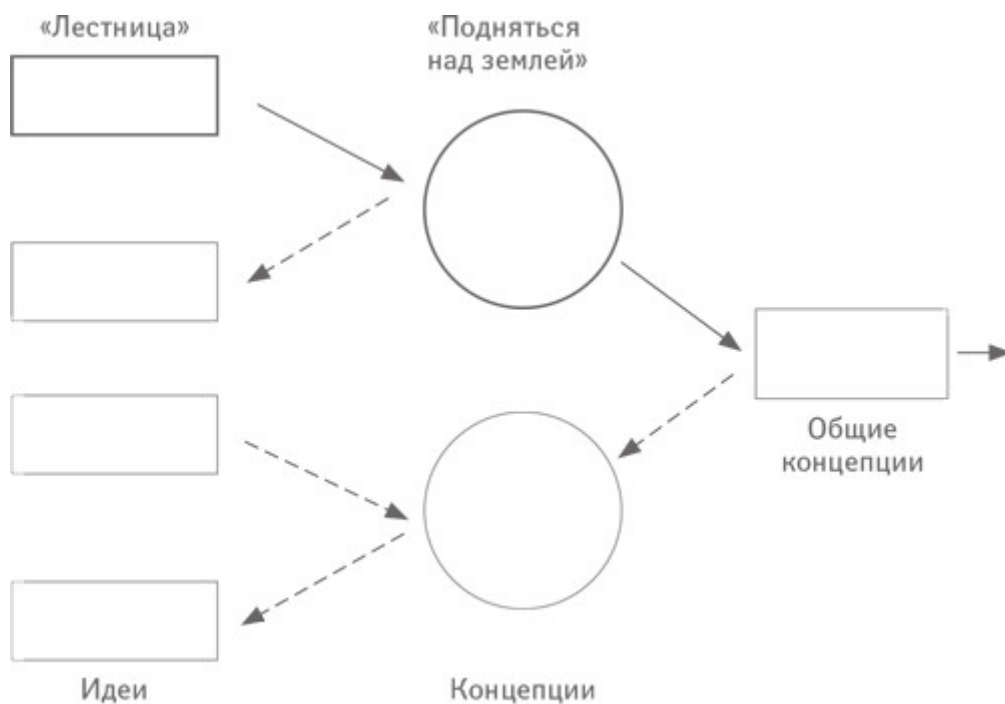 «Лестница»
«Подняться
над землей»
Общие
концепции
Идеи
Концепции